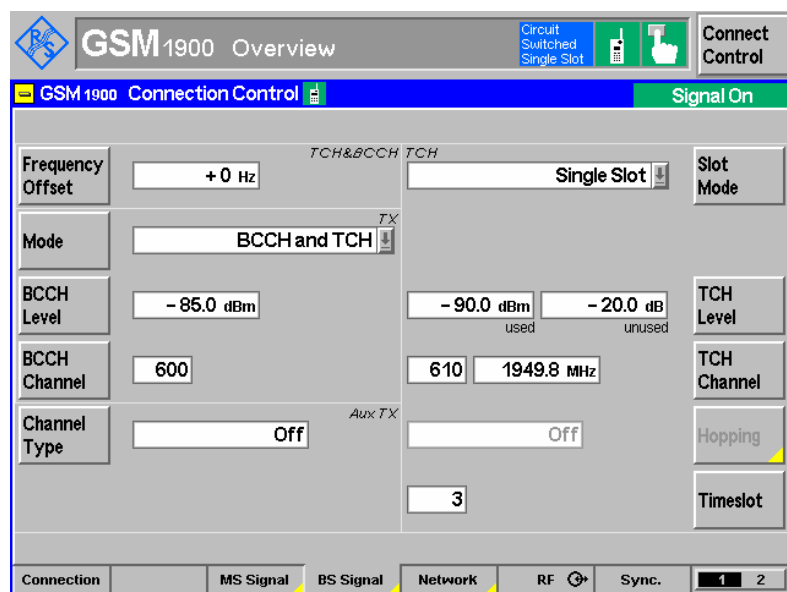 R&S
GSM 1900 Overview
Circuit
Switched
Single Slot
Connect
Control
GSM 1900 Connection Control
Signal On
TCH&BCCH
TCH
Frequency
Offset
+ 0 Hz
Single Slot
Slot
Mode
TX
Mode
BCCH and TCH
BCCH
Level
- 85.0 dBm
- 90.0 dBm
used
- 20.0 dB
unused
TCH
Level
BCCH
Channel
600
610
1949.8 MHz
TCH
Channel
Aux TX
Channel
Type
Off
Off
Hopping
3
Timeslot
Connection
MS Signal
BS Signal
Network
RF
Sync.
1 2